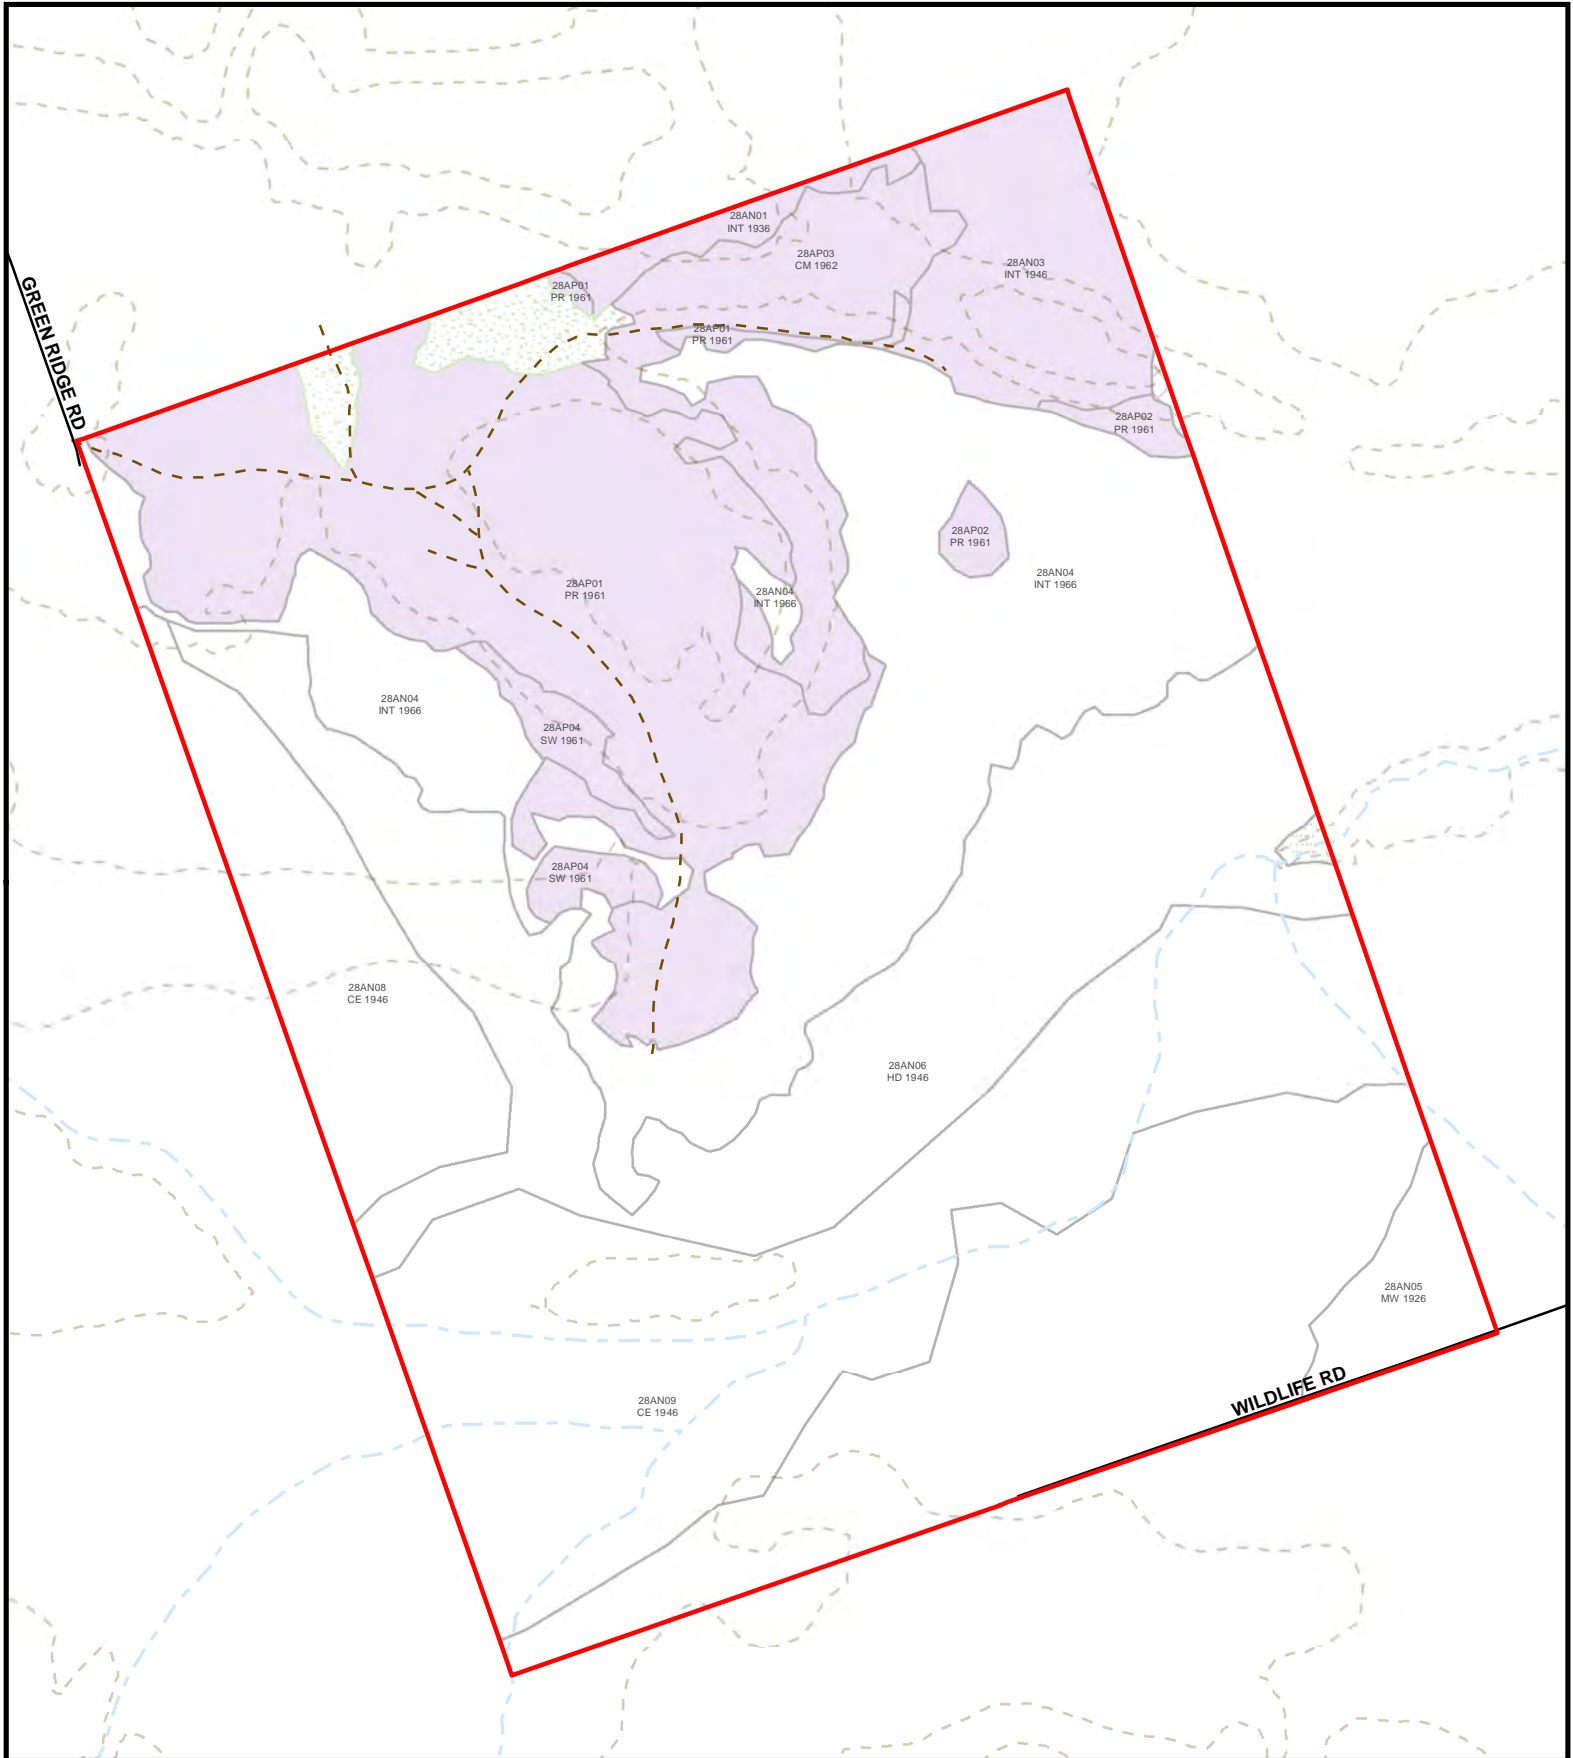 28AN01
INT 1936
28AP03
CM 1962
28AN03
INT 1946
28AP01
PR 1961
GREEN RIDGE RD
28AP01
PR 1961
28AP02
PR 1961
28AP02
PR 1961
28AN04
INT 1966
28AP01
PR 1961
28AN04
INT 1966
28AN04
INT 1966
28AP04
SW 1961
28AP04
SW 1961
28AN08
CE 1946
28AN06
HD 1946
28AN05
MW 1926
WILDLIFE RD
28AN09
CE 1946